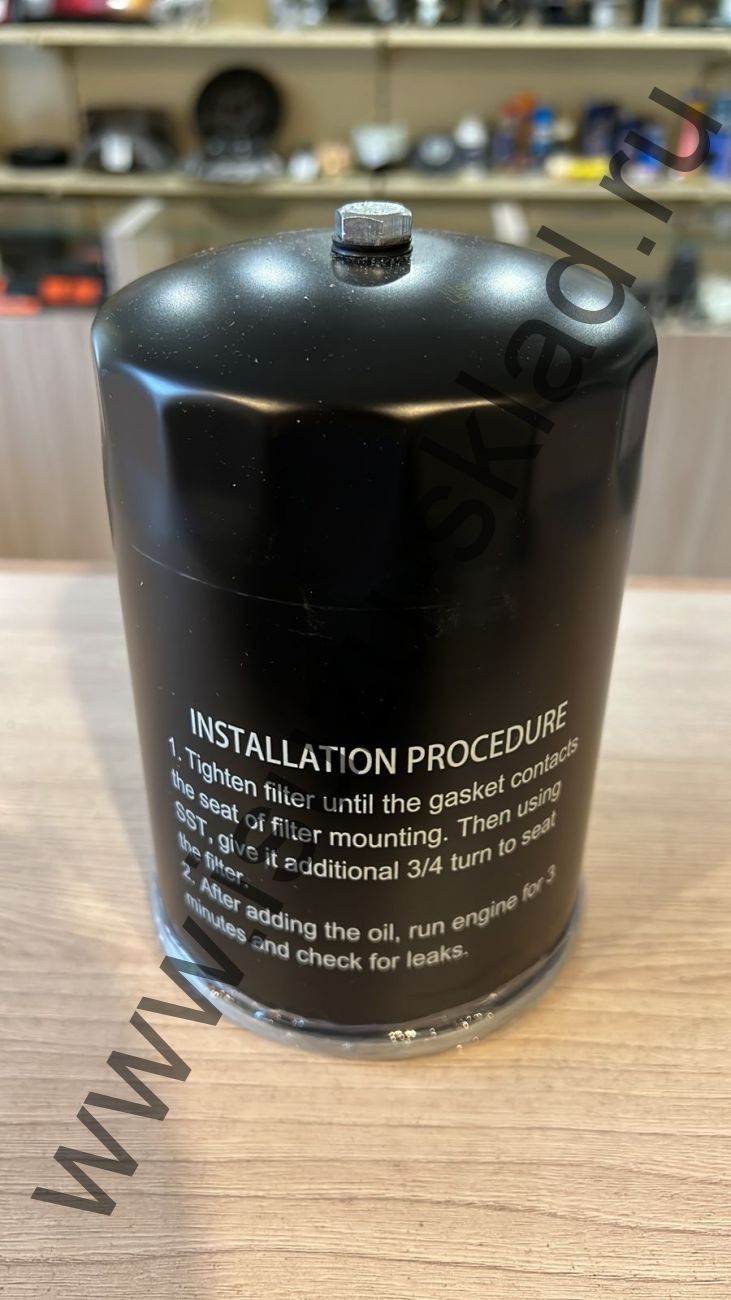 INSTALLATION PROCEDURE
1. Tighten filter until the gasket contacts
the seat of filter mounting. Then using
SST, give it additional 3/4 turn to seat
the filter.
2. After adding the oil, run engine for 3
minutes and check for leaks.